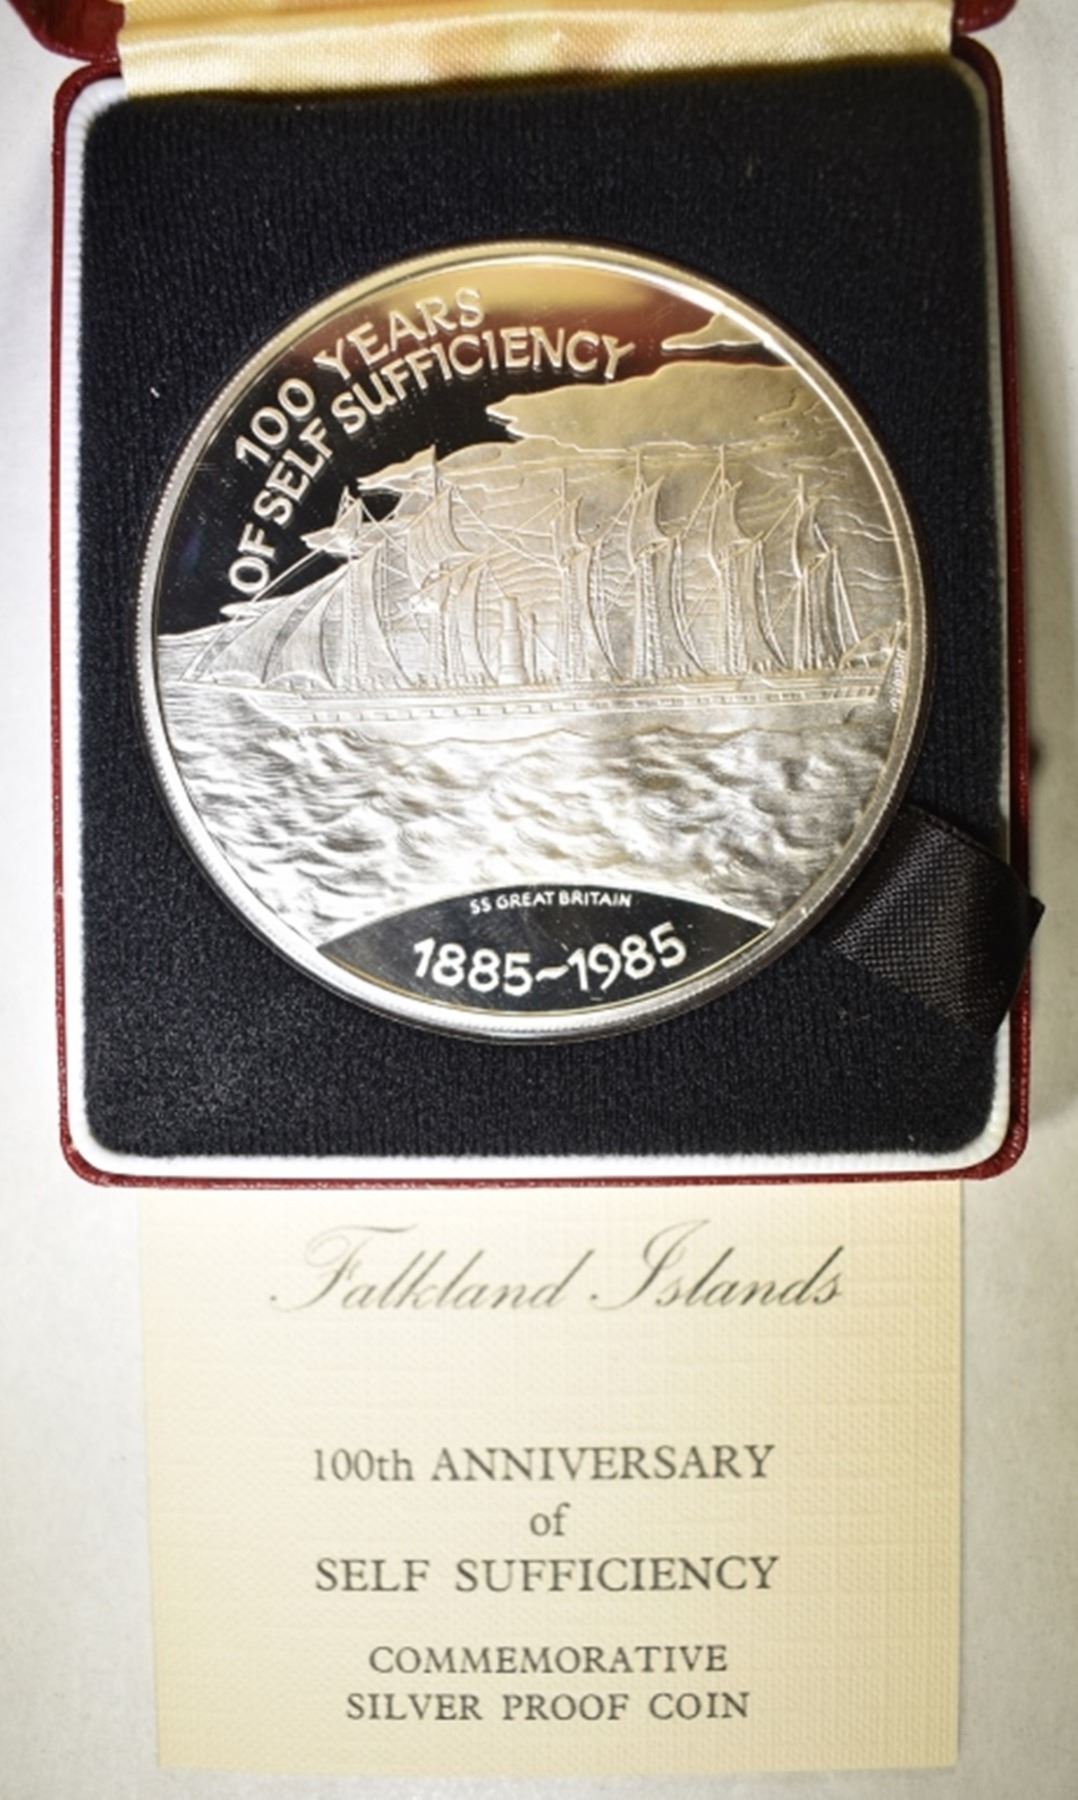 100 YEARS
OF SELF SUFFICIENCY
SS GREAT BRITAIN
1885-1985
Falkland Islands
100th ANNIVERSARY
of
SELF SUFFICIENCY
COMMEMORATIVE
SILVER PROOF COIN